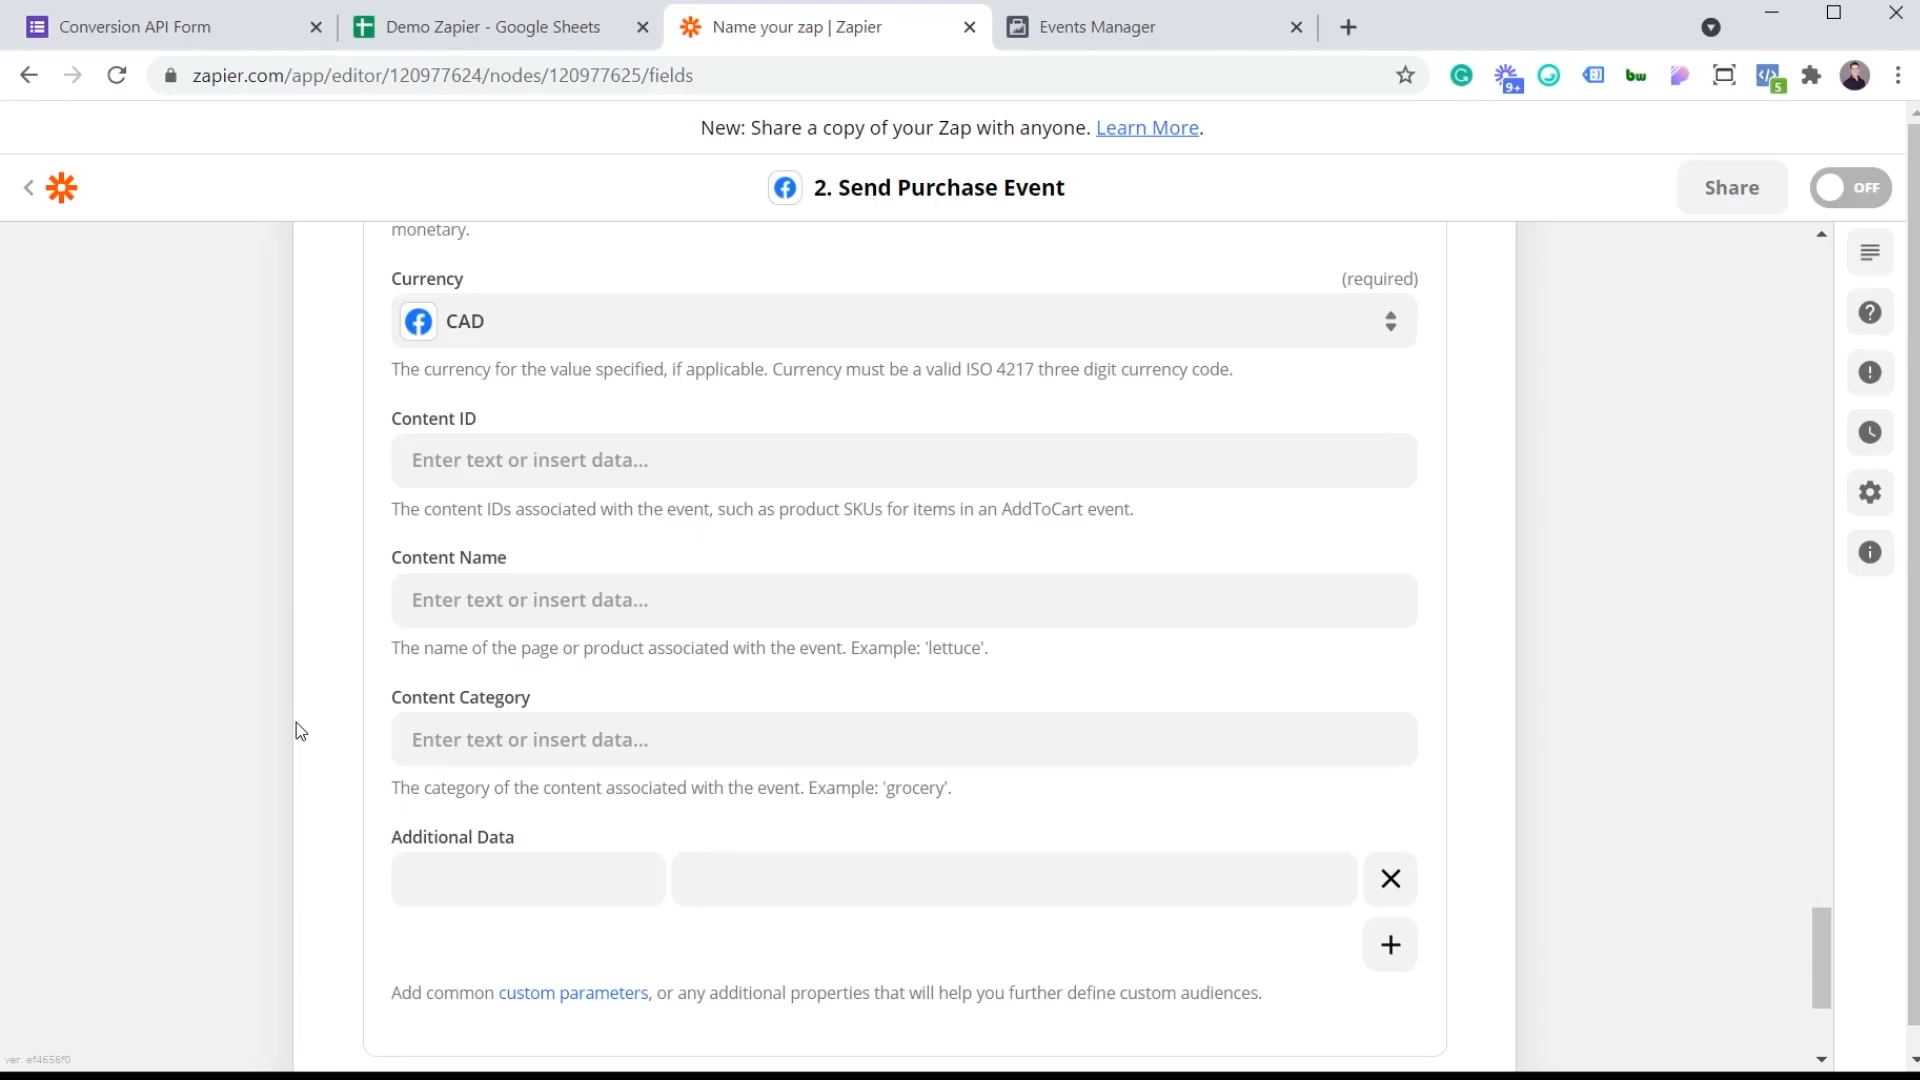 Conversion API Form
Demo Zapier - Google Sheets
Name your zap | Zapier
Events Manager
zapier.com/app/editor/120977624/nodes/120977625/fields
9+
bw
5
New: Share a copy of your Zap with anyone. Learn More.
2. Send Purchase Event
Share
OFF
monetary.
Currency
(required)
CAD
The currency for the value specified, if applicable. Currency must be a valid ISO 4217 three digit currency code.
Content ID
Enter text or insert data...
The content IDs associated with the event, such as product SKUs for items in an AddToCart event.
Content Name
Enter text or insert data...
The name of the page or product associated with the event. Example: 'lettuce'.
Content Category
Enter text or insert data...
The category of the content associated with the event. Example: 'grocery'.
Additional Data
Add common custom parameters, or any additional properties that will help you further define custom audiences.
ver. ef4656f0